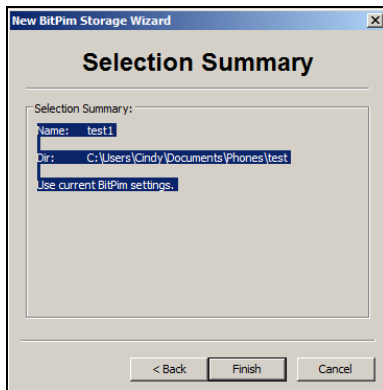 New BitPim Storage Wizard
Selection Summary
Selection Summary:
Name: test1
Dir: C:\Users\Cindy\Documents\Phones\test
Use current BitPim settings.
< Back Finish Cancel